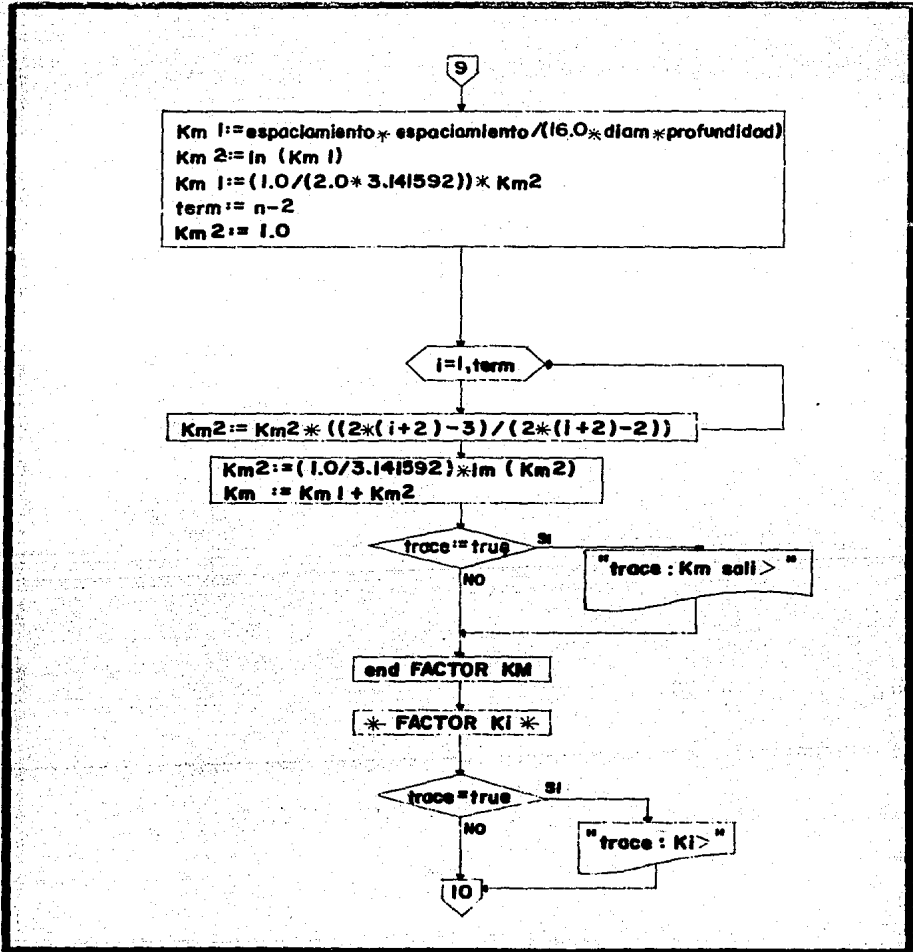 9
Km 1:=espaciamiento* espaciamiento/(16.0*diam*profundidad)
Km 2:=ln (Km 1)
Km 1:=(1.0/(2.0* 3.141592))* Km2
term:= n-2
Km2:= 1.0
i=1,term
Km2:= Km2 * ((2*(i+2)-3)/(2*(i+2)-2))
Km2:=(1.0/3.141592)*lm (Km2)
Km := Km 1 + Km2
trace:=true
SI
"trace : Km sali> "
NO
end FACTOR KM
* FACTOR Ki *
trace=true
SI
NO
"trace : Ki>"
10